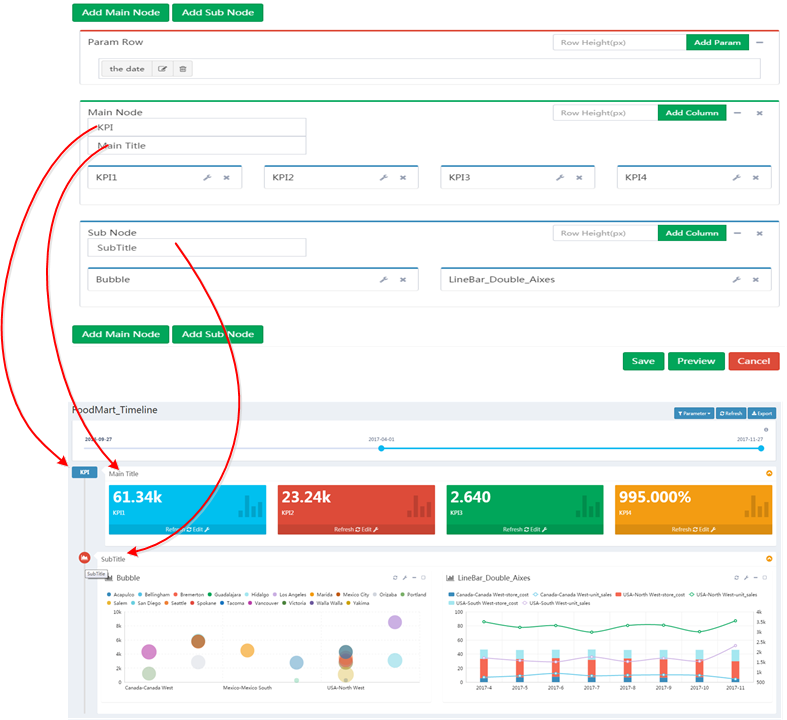 Add Main Node Add Sub Node
Param Row Row Height(px) Add Param
the date
Main Node Row Height(px) Add Column
KPI
Main Title
KPI1 KPI2 KPI3 KPI4
Sub Node Row Height(px) Add Column
SubTitle
Bubble LineBar_Double_Aixes
Add Main Node Add Sub Node
Save Preview Cancel
FoodMart_Timeline Parameter Refresh Export
2017-04-01 2017-11-27
KPI Main Title
61.34k 23.24k 2.640 995.000%
KPI1 KPI2 KPI3 KPI4
Refresh Edit Refresh Edit Refresh Edit Refresh Edit
SubTitle
SubTitle
Bubble LineBar_Double_Aixes
Acapulco Bellingham Bremerton Guadalajara Hidalgo Los Angeles Marida Mexico City Orizaba Portland
Salem San Diego Seattle Spokane Tacoma Vancouver Victoria Walla Walla Yakima
Canada-Canada West-store_cost Canada-Canada West-unit_sales USA-North West-store_cost USA-North West-unit_sales
USA-South West-store_cost USA-South West-unit_sales
10k 100 4k
8k 80 3.5k
3k
6k 60 2.5k
4k 40 2k
1.5k
2k 20 1k
0 0 500
Canada-Canada West Mexico-Mexico South USA-North West
2017-4 2017-5 2017-6 2017-7 2017-8 2017-9 2017-10 2017-11